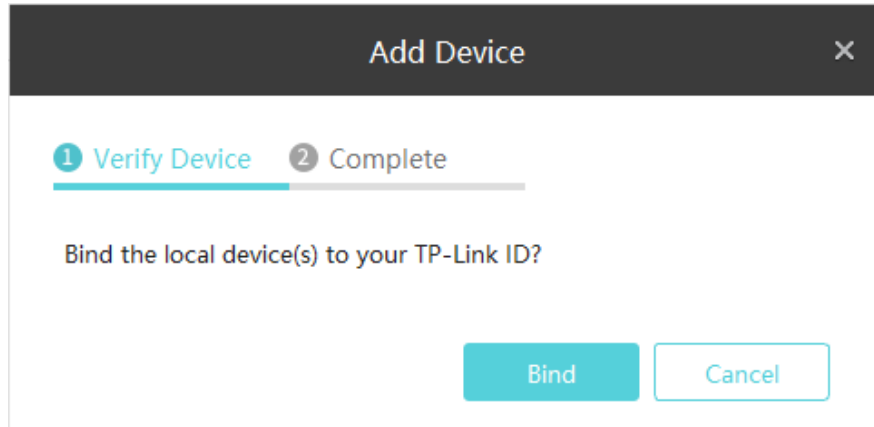 Add Device
1 Verify Device 2 Complete
Bind the local device(s) to your TP-Link ID?
Bind Cancel